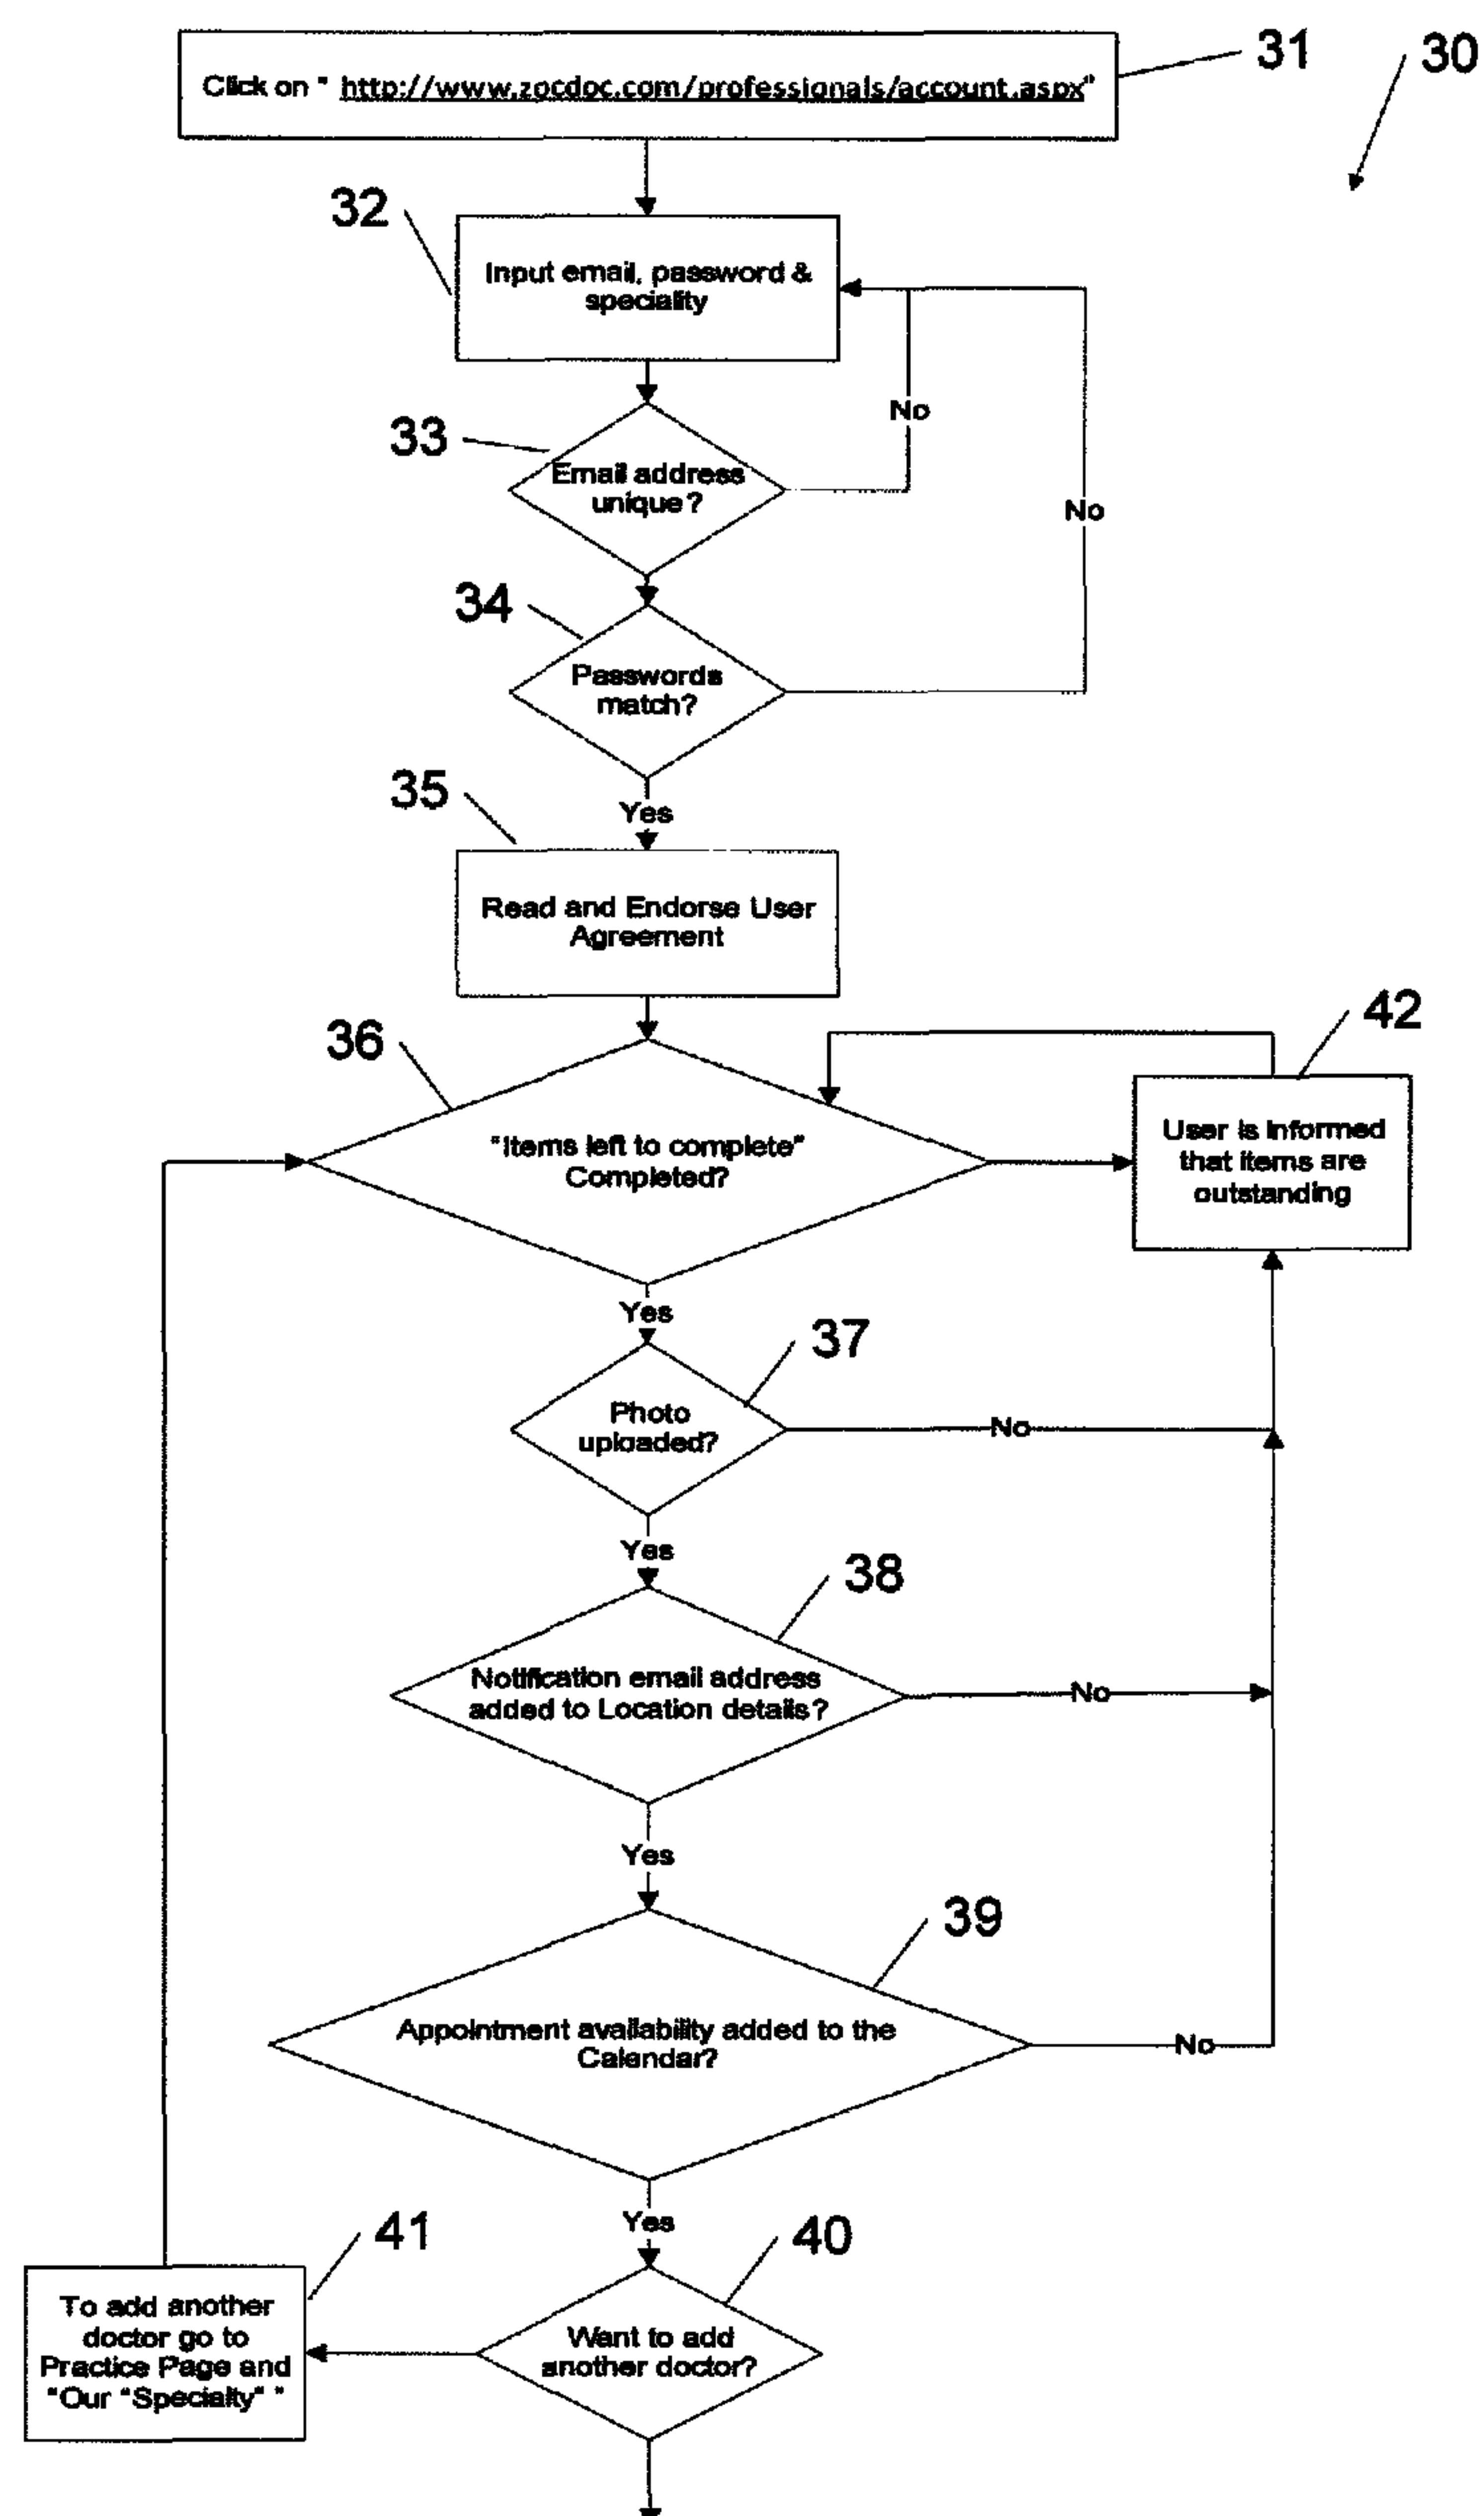 31
30
Click on " http://www.zocdoc.com/professionals/account.aspx"
32
Input email, password &
speciality
No
33
Email address
unique?
No
34
Passwords
match?
35
Yes
Read and Endorse User
Agreement
42
36
User is informed
that items are
outstanding
"Items left to complete"
Completed?
Yes
37
Photo
uploaded?
No
Yes
38
Notification email address
added to Location details?
No
Yes
39
Appointment availability added to the
Calendar?
No
Yes
41
40
To add another
doctor go to
Practice Page and
"Our "Specialty" "
Want to add
another doctor?